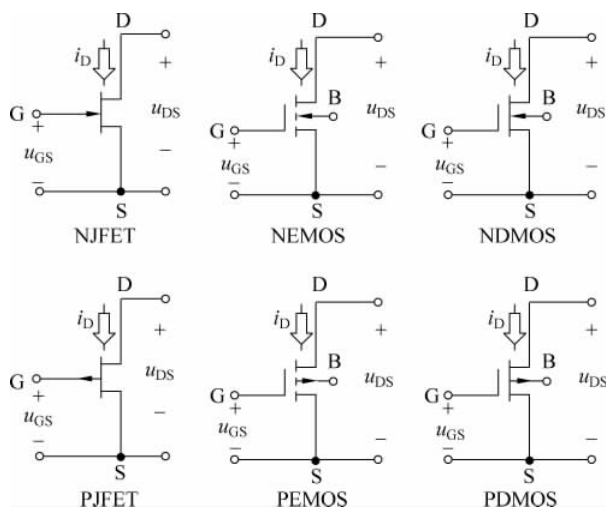 D D D
i_D + i_D + i_D +
G B B
+ u_DS G u_DS G u_DS
u_GS + +
u_GS u_GS
− − − − − −
S S S
NJFET NEMOS NDMOS
D D D
i_D + i_D + i_D +
B B
G u_DS G u_DS G u_DS
+ + +
u_GS u_GS u_GS
− − − − − −
S S S
PJFET PEMOS PDMOS